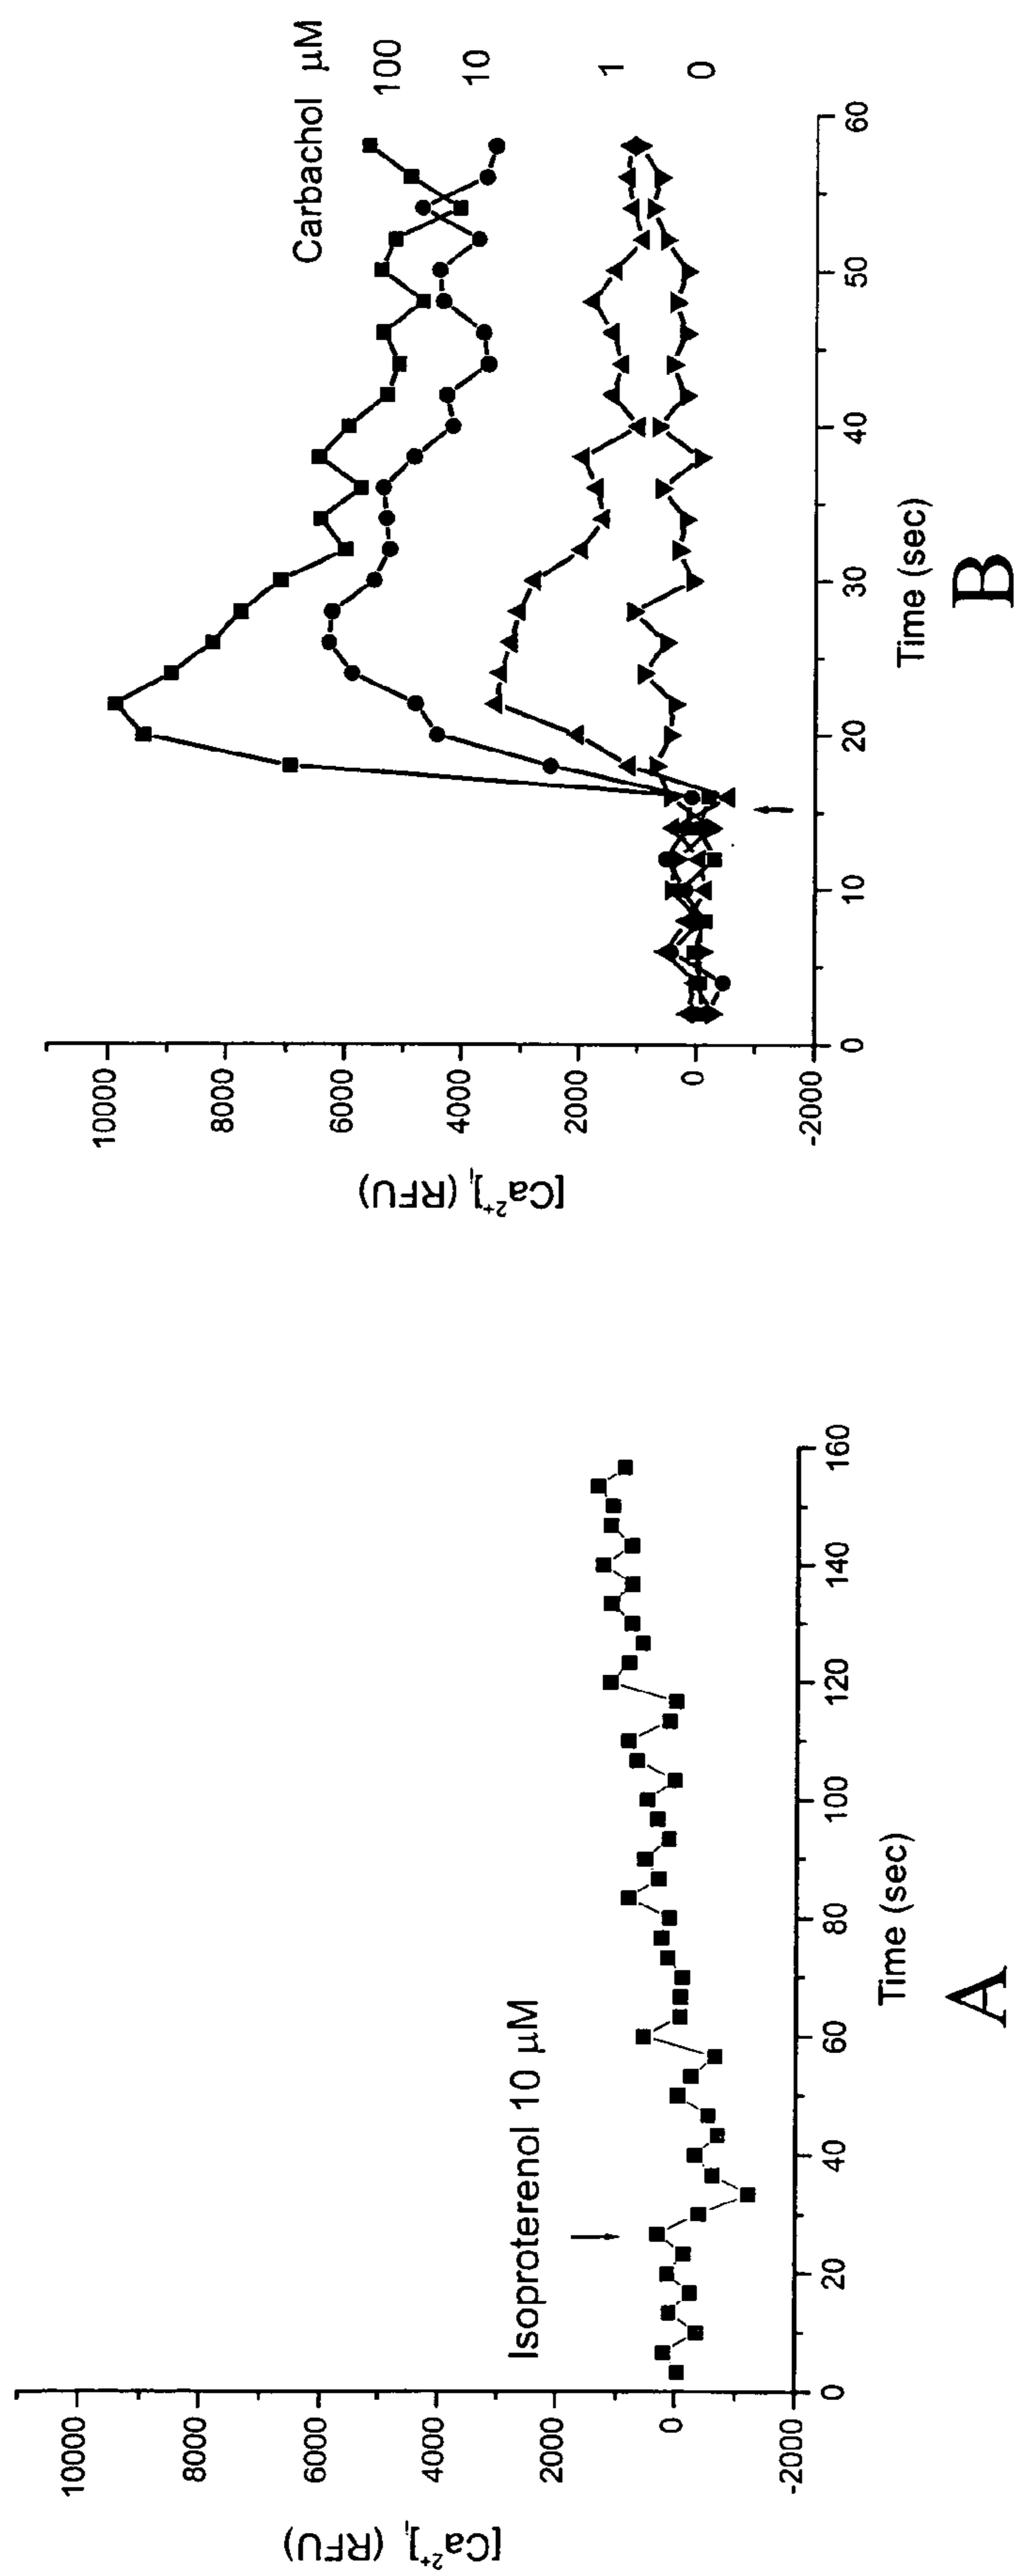 Isoproterenol 10 μM
[Ca²⁺]ᵢ (RFU)
10000
8000
6000
4000
2000
0
-2000
0 20 40 60 80 100 120 140 160
Time (sec)
A
Carbachol μM
100
10
1
0
[Ca²⁺]ᵢ (RFU)
10000
8000
6000
4000
2000
0
-2000
0 10 20 30 40 50 60
Time (sec)
B